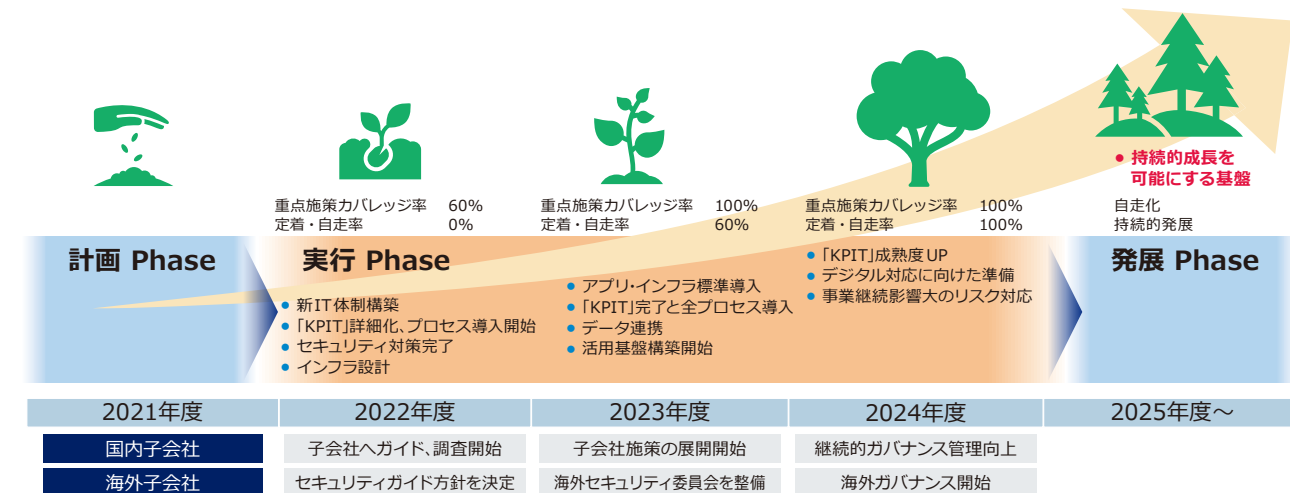 ● 持続的成長を
可能にする基盤
重点施策カバレッジ率 60%
定着・自走率 0%
重点施策カバレッジ率 100%
定着・自走率 60%
重点施策カバレッジ率 100%
定着・自走率 100%
自走化
持続的発展
計画 Phase
実行 Phase
発展 Phase
● 新IT体制構築
● 「KPIT」詳細化、プロセス導入開始
● セキュリティ対策完了
● インフラ設計
● アプリ・インフラ標準導入
● 「KPIT」完了と全プロセス導入
● データ連携
● 活用基盤構築開始
● 「KPIT」成熟度UP
● デジタル対応に向けた準備
● 事業継続影響大のリスク対応
2021年度 2022年度 2023年度 2024年度 2025年度～
国内子会社 子会社へガイド、調査開始 子会社施策の展開開始 継続的ガバナンス管理向上
海外子会社 セキュリティガイド方針を決定 海外セキュリティ委員会を整備 海外ガバナンス開始